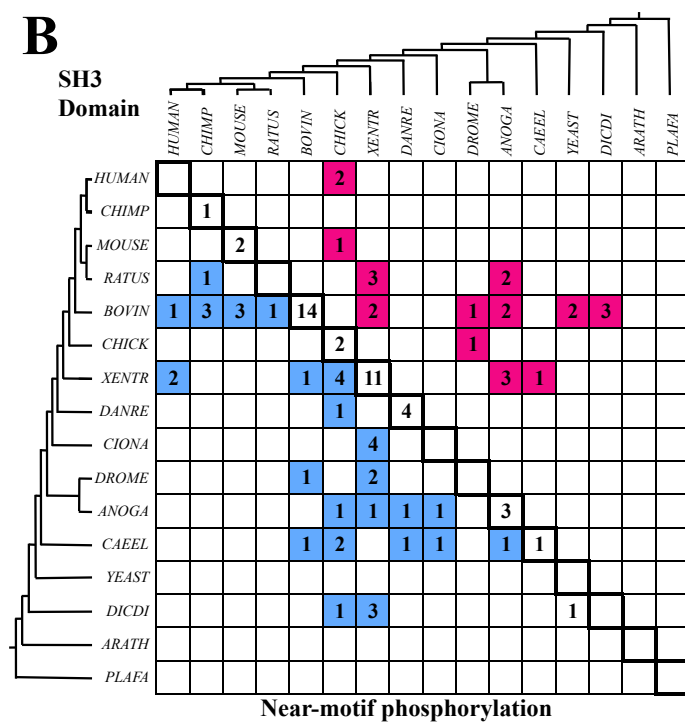 B
SH3
Domain
HUMAN CHIMP MOUSE RATUS BOVIN CHICK XENTR DANRE CIONA DROME ANOGA CAEEL YEAST DICDI ARATH PLAFA
HUMAN 2
CHIMP 1
MOUSE 2 1
RATUS 1 3 2
BOVIN 1 3 3 1 14 2 1 2 2 3
CHICK 2 1
XENTR 2 1 4 11 3 1
DANRE 1 4
CIONA 4
DROME 1 2
ANOGA 1 1 1 1 3
CAEEL 1 2 1 1 1 1
YEAST
DICDI 1 3 1
ARATH
PLAFA
Near-motif phosphorylation